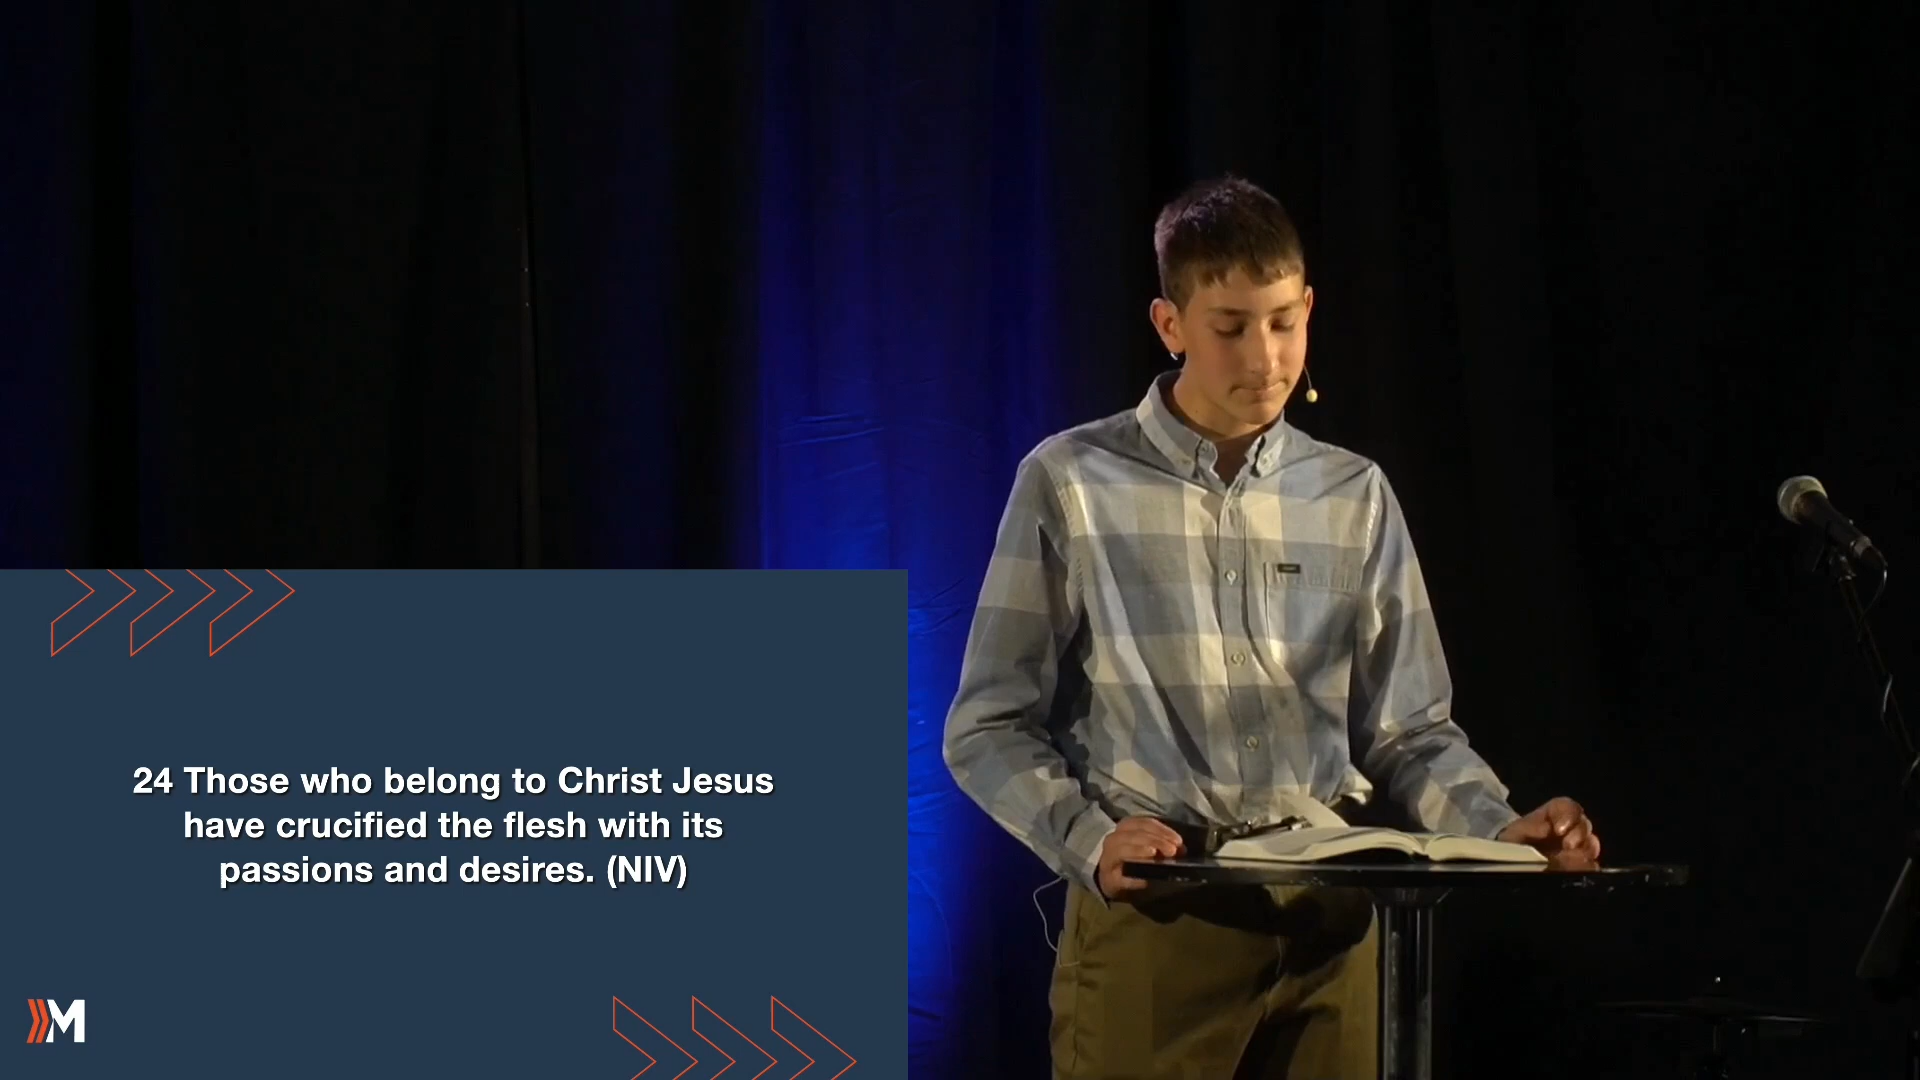 24 Those who belong to Christ Jesus
have crucified the flesh with its
passions and desires. (NIV)
M